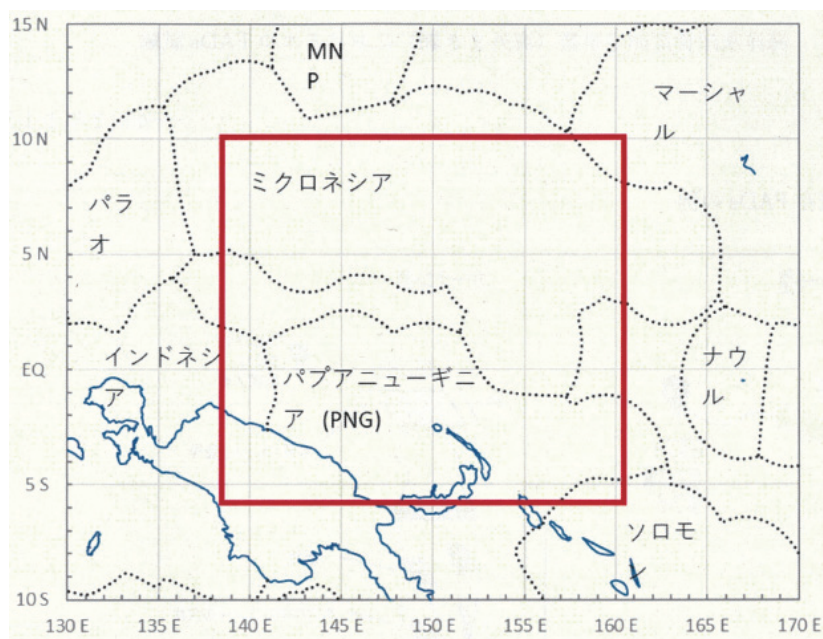 15 N
MN
P
マーシャ
ル
10 N
ミクロネシア
パラ
オ
5 N
EQ
インドネシ
ア
パプアニューギニ
ア (PNG)
ナウ
ル
5 S
ソロモ
10 S
130 E
135 E
140 E
145 E
150 E
155 E
160 E
165 E
170 E